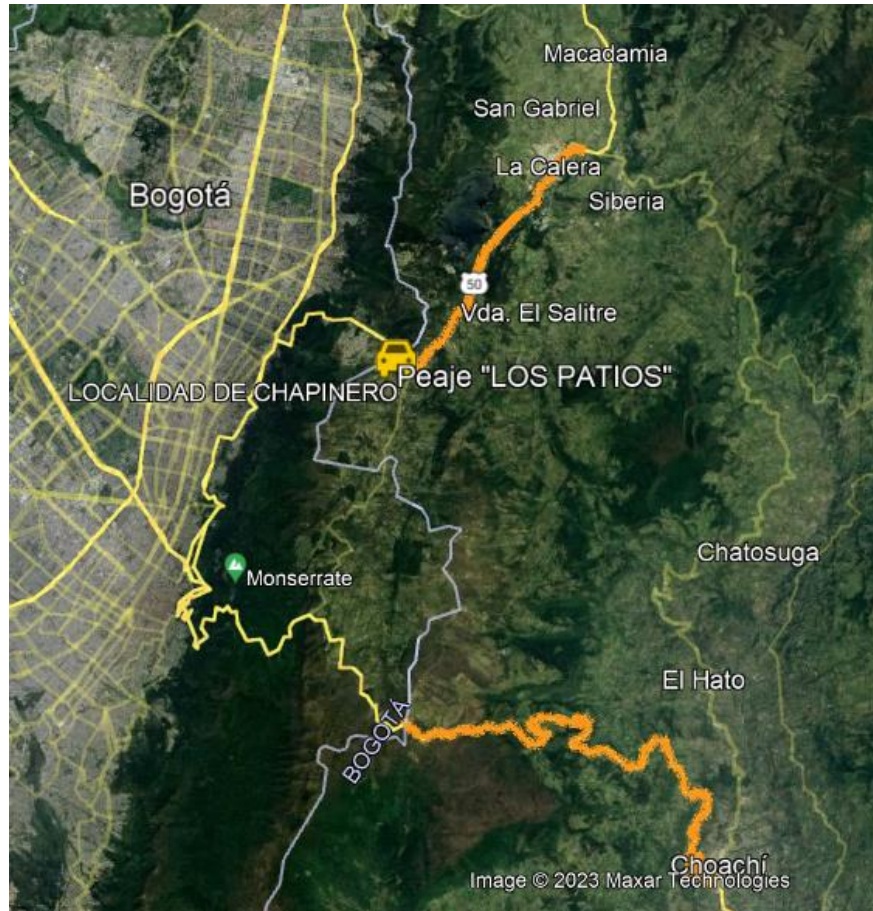 Macadamia
San Gabriel
Bogotá
La Calera
Siberia
50
Vda. El Salitre
LOCALIDAD DE CHAPINERO
Peaje "LOS PATIOS"
Chatosuga
Monserrate
El Hato
BOGOTÁ
Choachí
Image © 2023 Maxar Technologies